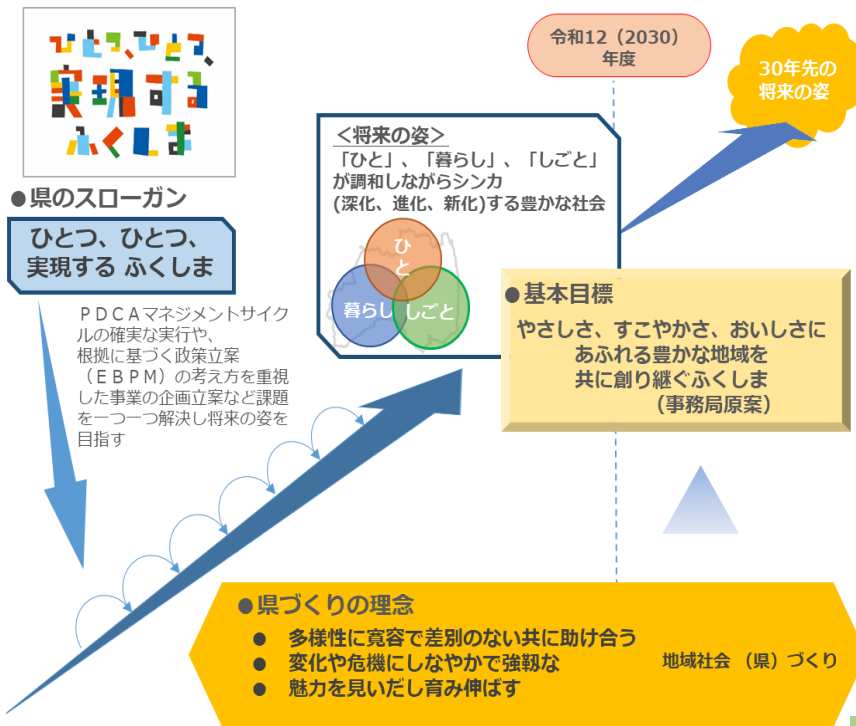 ひとつ、ひとつ、
実現する
ふくしま
●県のスローガン
ひとつ、ひとつ、
実現する ふくしま
ＰＤＣＡマネジメントサイク
ルの確実な実行や、
根拠に基づく政策立案
（ＥＢＰＭ）の考え方を重視
した事業の企画立案など課題
を一つ一つ解決し将来の姿を
目指す
令和12（2030）
年度
30年先の
将来の姿
＜将来の姿＞
「ひと」、「暮らし」、「しごと」
が調和しながらシンカ
(深化、進化、新化)する豊かな社会
ひと
暮らし
しごと
●基本目標
やさしさ、すこやかさ、おいしさに
あふれる豊かな地域を
共に創り継ぐふくしま
(事務局原案)
●県づくりの理念
● 多様性に寛容で差別のない共に助け合う
● 変化や危機にしなやかで強靱な
● 魅力を見いだし育み伸ばす
地域社会 （県）づくり